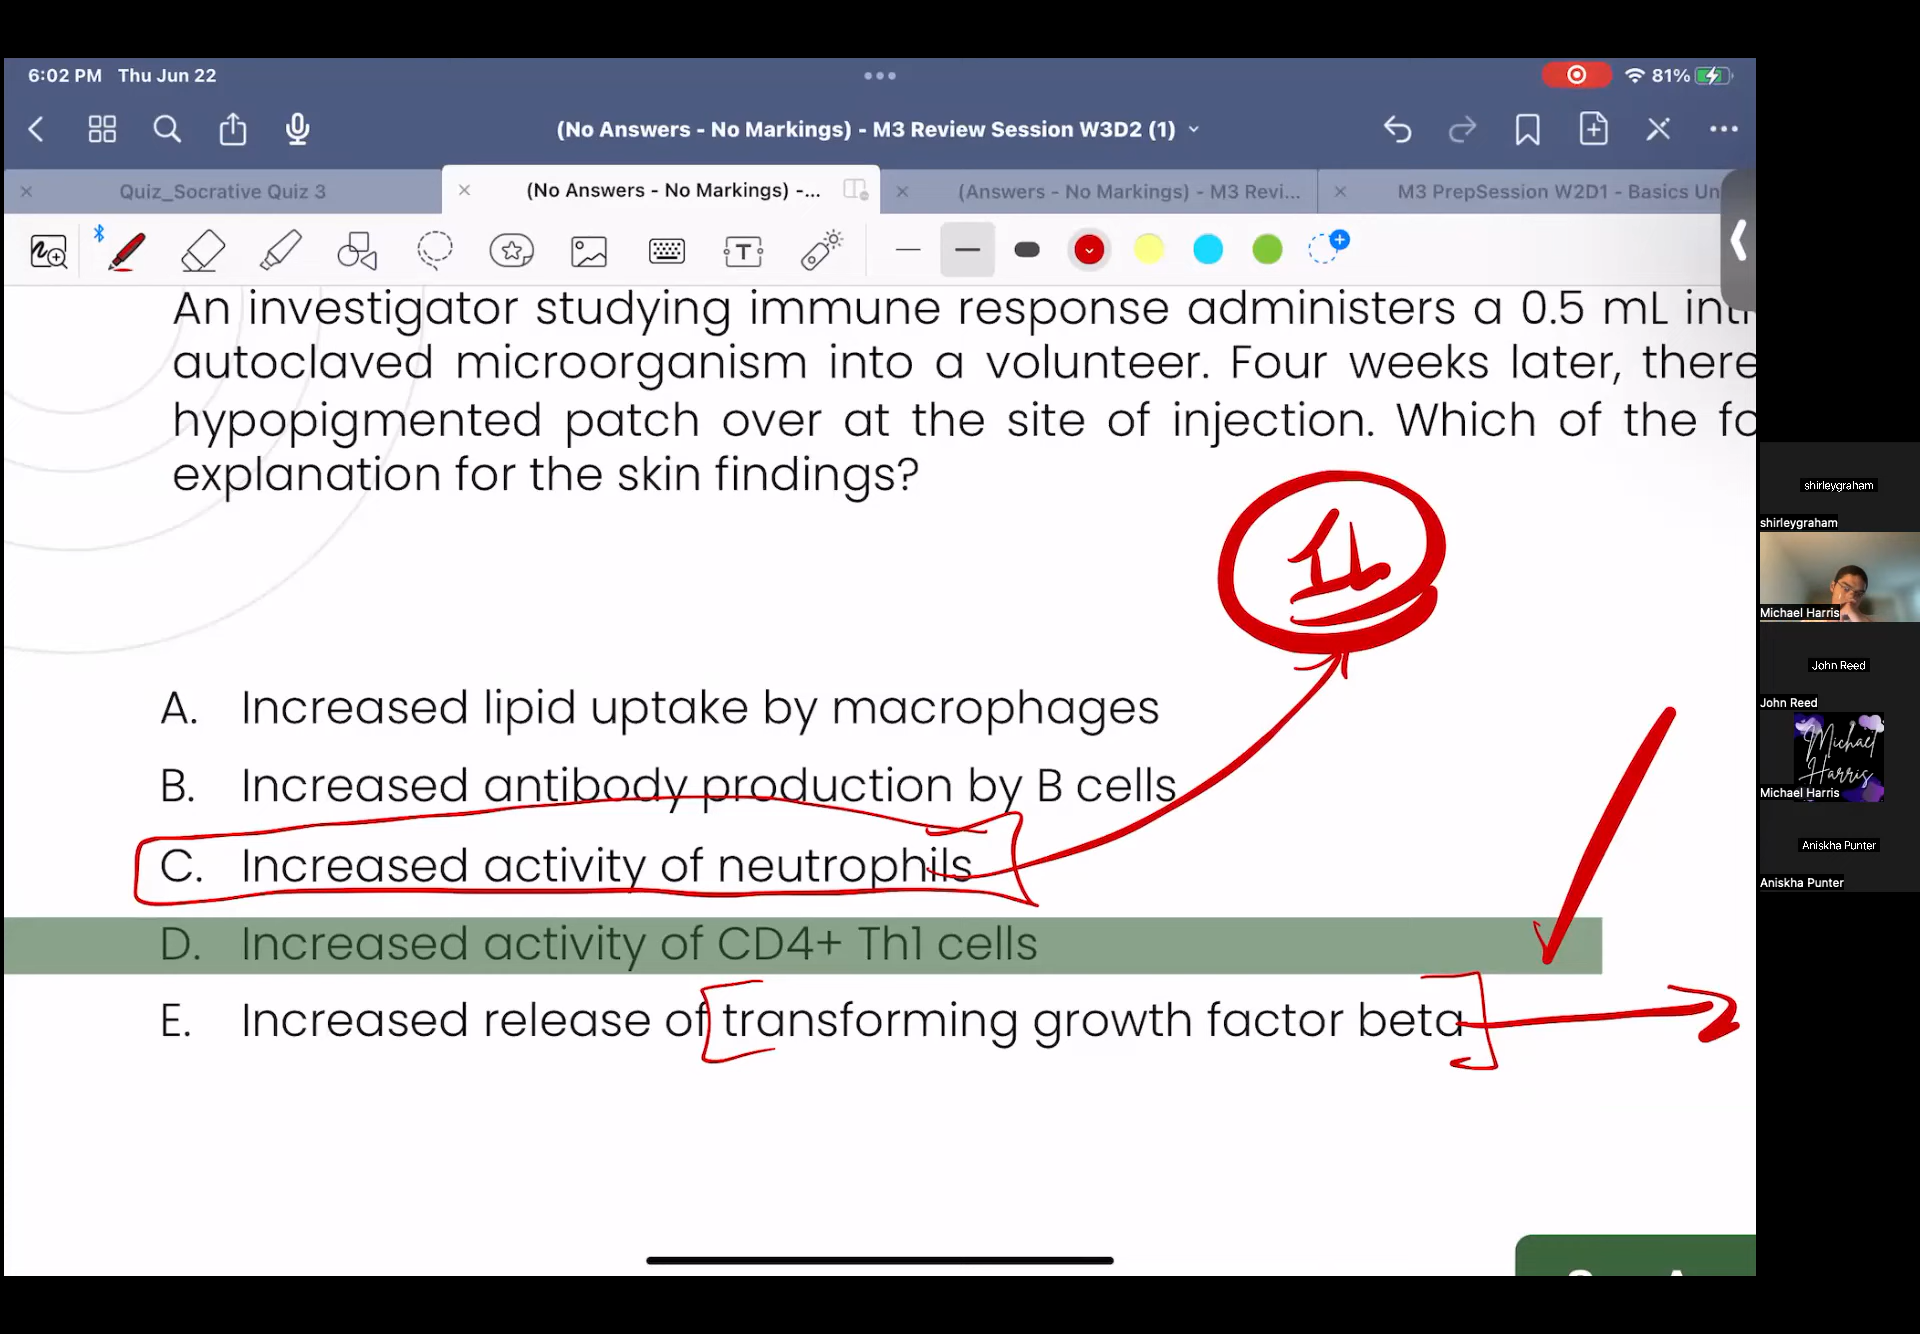 6:02 PM Thu Jun 22
81%
(No Answers - No Markings) - M3 Review Session W3D2 (1)
Quiz_Socrative Quiz 3
(No Answers - No Markings) -...
(Answers - No Markings) - M3 Revi...
M3 PrepSession W2D1 - Basics Un
T
An investigator studying immune response administers a 0.5 mL
autoclaved microorganism into a volunteer. Four weeks later, there
hypopigmented patch over at the site of injection. Which of the fo
explanation for the skin findings?
A. Increased lipid uptake by macrophages
B. Increased antibody production by B cells
C. Increased activity of neutrophils
D. Increased activity of CD4+ Th1 cells
E. Increased release of transforming growth factor beta
shirleygraham
shirleygraham
Michael Harris
John Reed
John Reed
Michael
Harris
Michael Harris
Aniskha Punter
Aniskha Punter